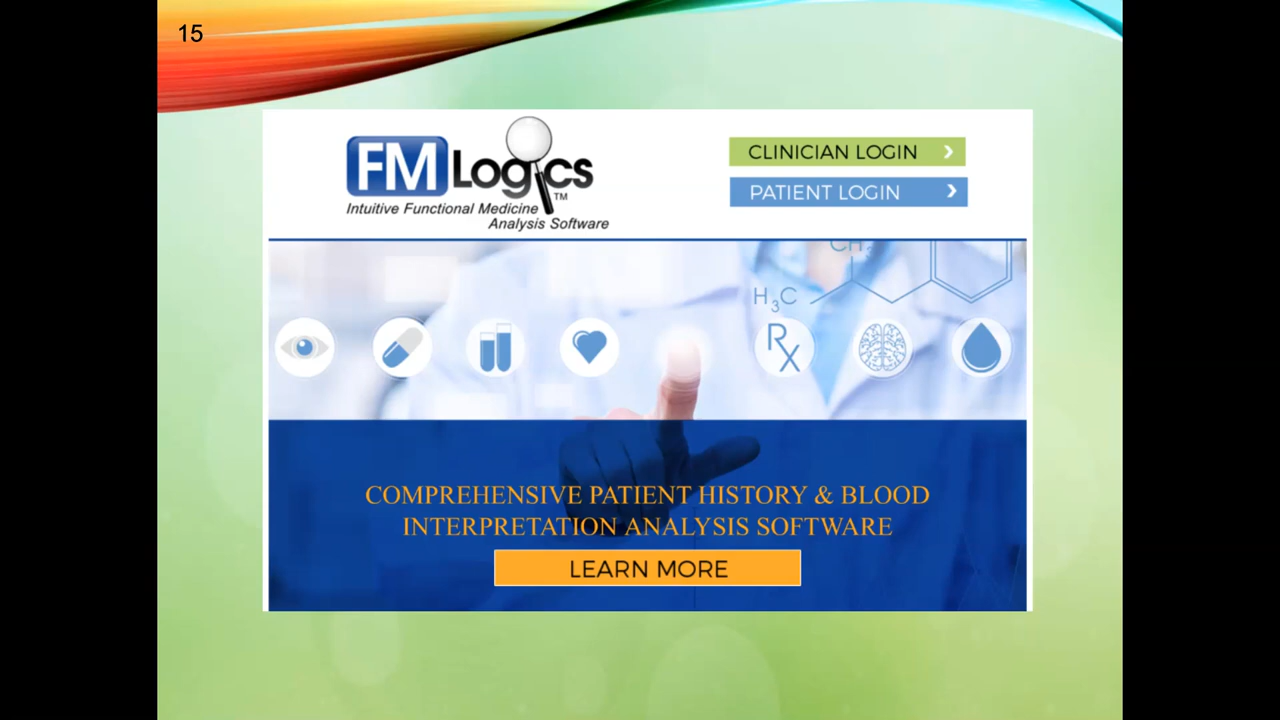 15
FM Logics
TM
Intuitive Functional Medicine
Analysis Software
CLINICIAN LOGIN
PATIENT LOGIN
CH3
H3C
Rx
COMPREHENSIVE PATIENT HISTORY & BLOOD
INTERPRETATION ANALYSIS SOFTWARE
LEARN MORE